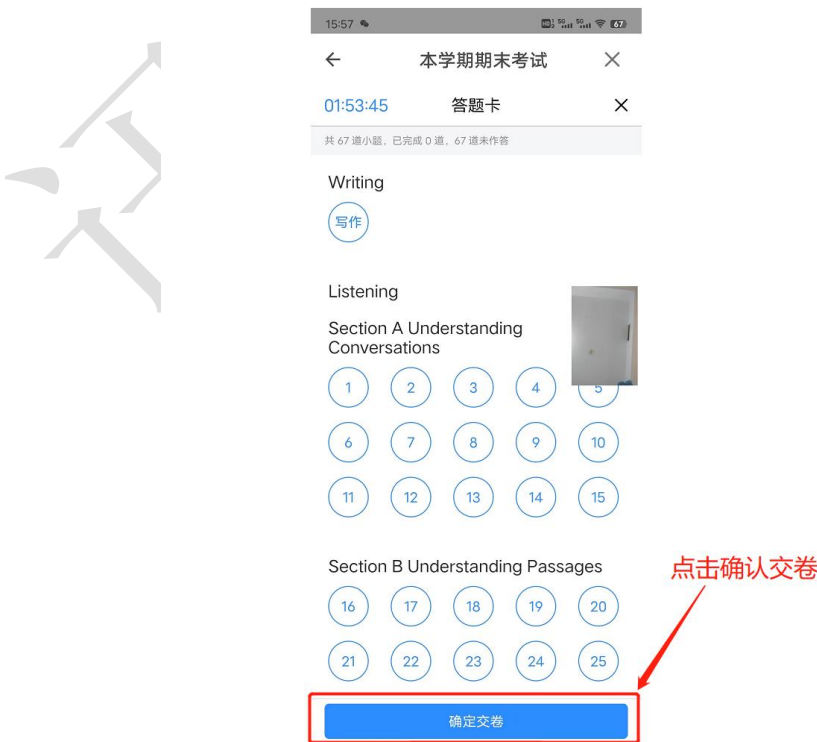 15:57
67
本学期期末考试
01:53:45 答题卡
共 67 道小题，已完成 0 道，67 道未作答
Writing
写作
Listening
Section A Understanding
Conversations
1 2 3 4 5
6 7 8 9 10
11 12 13 14 15
Section B Understanding Passages
点击确认交卷
16 17 18 19 20
21 22 23 24 25
确定交卷